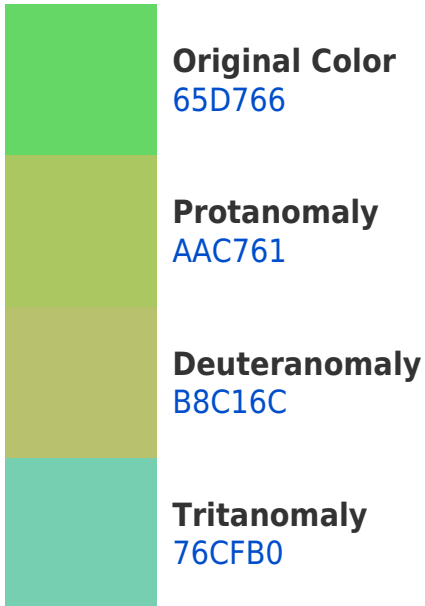 Original Color
65D766
Protanomaly
AAC761
Deuteranomaly
B8C16C
Tritanomaly
76CFB0